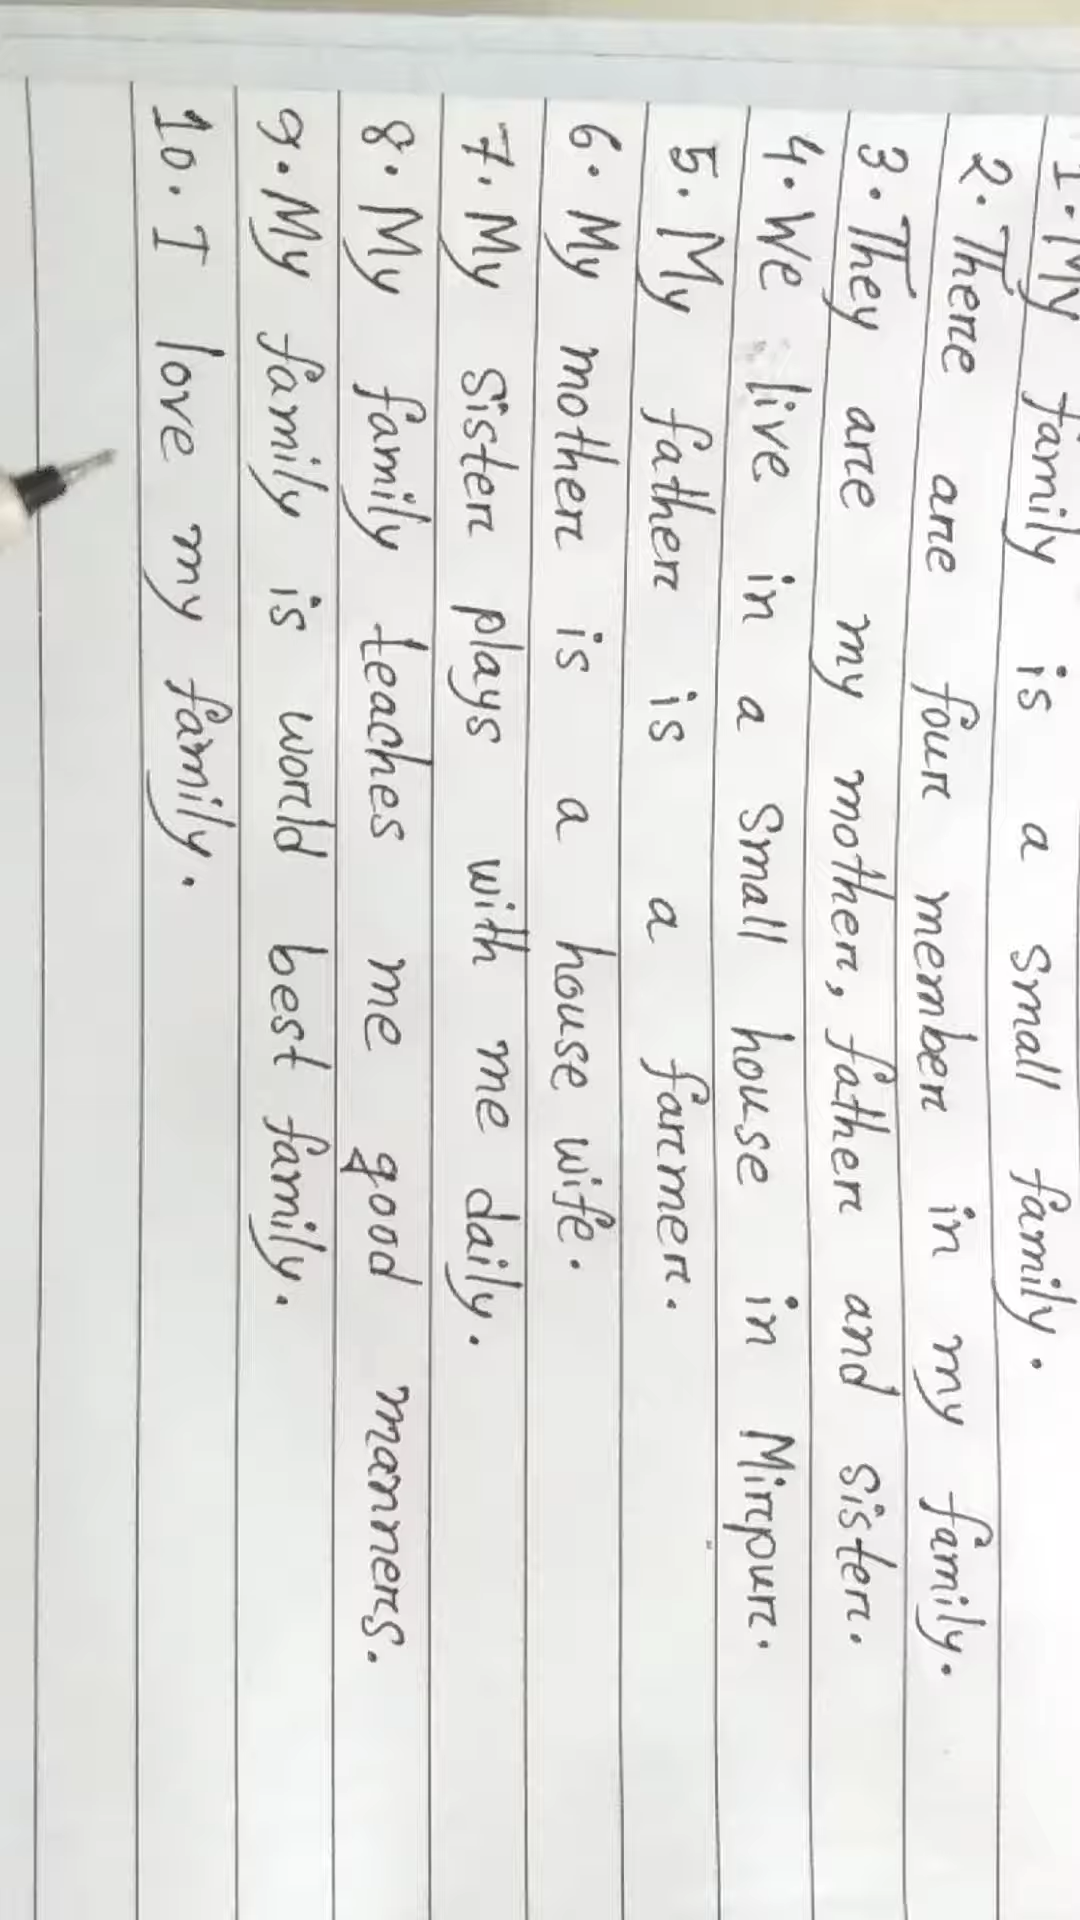 1. My family is a small family.
2. There are four member in my family.
3. They are my mother, father and sister.
4. We live in a small house in Mirpur.
5. My father is a farmer.
6. My mother is a house wife.
7. My sister plays with me daily.
8. My family teaches me good manners.
9. My family is world best family.
10. I love my family.